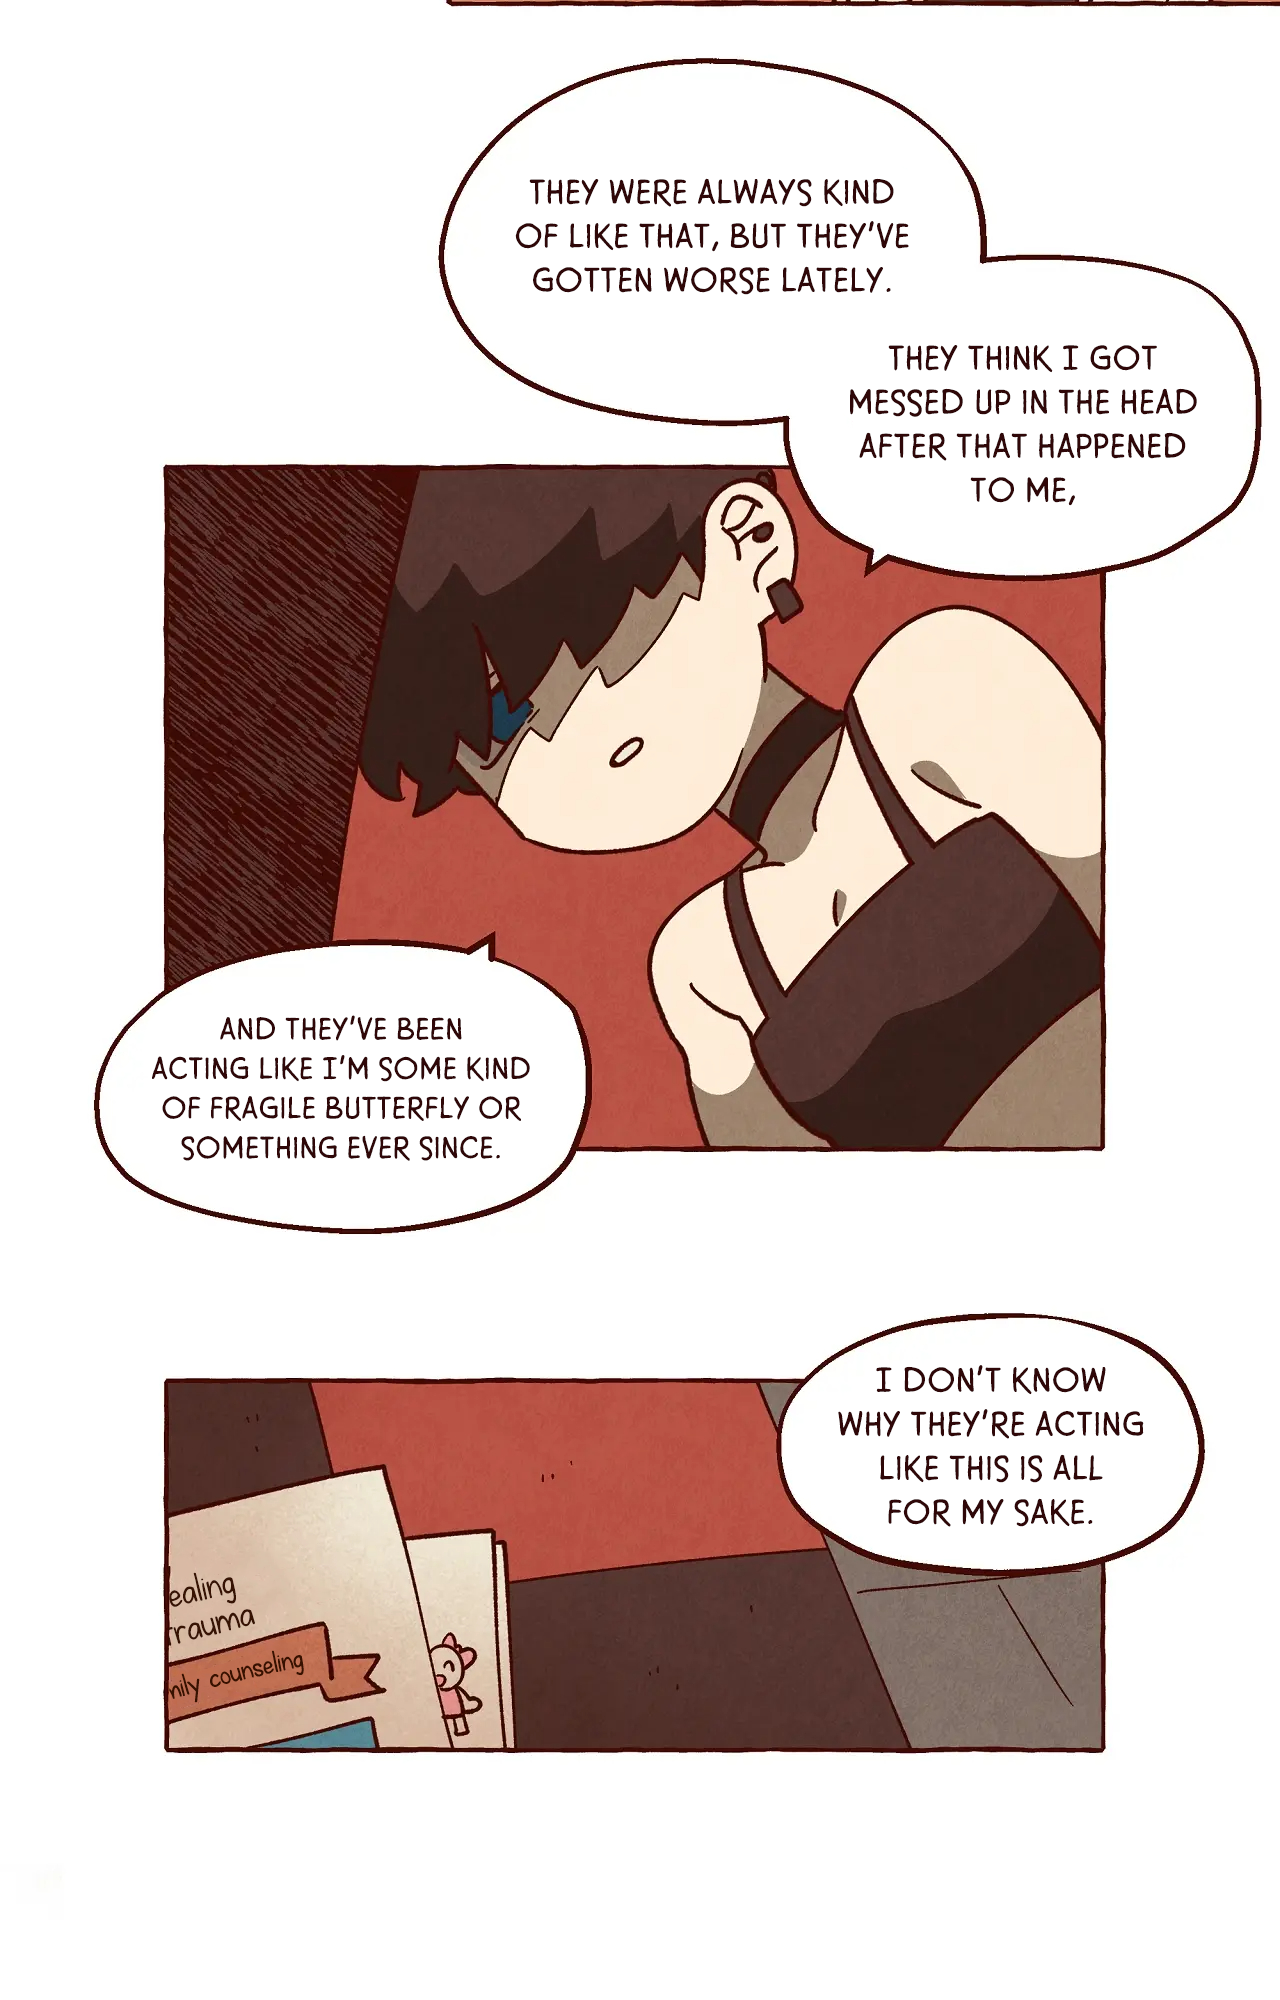 THEY WERE ALWAYS KIND
OF LIKE THAT, BUT THEY'VE
GOTTEN WORSE LATELY.
THEY THINK I GOT
MESSED UP IN THE HEAD
AFTER THAT HAPPENED
TO ME,
AND THEY'VE BEEN
ACTING LIKE I'M SOME KIND
OF FRAGILE BUTTERFLY OR
SOMETHING EVER SINCE.
I DON'T KNOW
WHY THEY'RE ACTING
LIKE THIS IS ALL
FOR MY SAKE.
ealing
Trauma
mily counseling